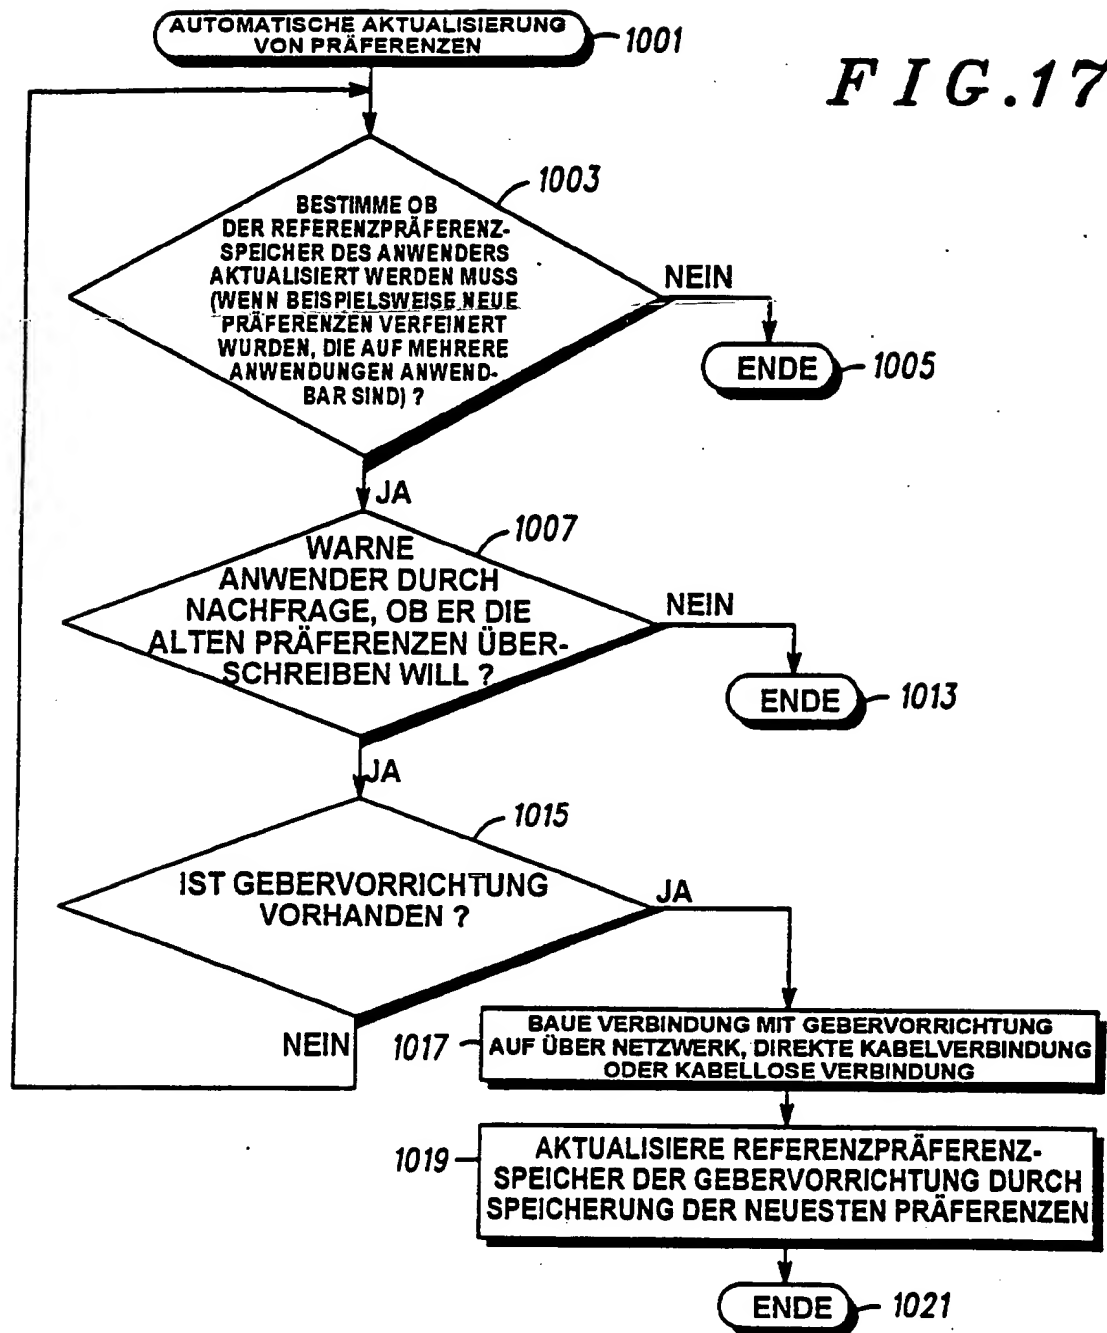 AUTOMATISCHE AKTUALISIERUNG
VON PRÄFERENZEN
1001
FIG.17
1003
BESTIMME OB
DER REFERENZPRÄFERENZ-
SPEICHER DES ANWENDERS
AKTUALISIERT WERDEN MUSS
(WENN BEISPIELSWEISE NEUE
PRÄFERENZEN VERFEINERT
WURDEN, DIE AUF MEHRERE
ANWENDUNGEN ANWEND-
BAR SIND) ?
NEIN
ENDE
1005
JA
1007
WARNE
ANWENDER DURCH
NACHFRAGE, OB ER DIE
ALTEN PRÄFERENZEN ÜBER-
SCHREIBEN WILL ?
NEIN
ENDE
1013
JA
1015
IST GEBERVORRICHTUNG
VORHANDEN ?
JA
NEIN
1017
BAUE VERBINDUNG MIT GEBERVORRICHTUNG
AUF ÜBER NETZWERK, DIREKTE KABELVERBINDUNG
ODER KABELLOSE VERBINDUNG
1019
AKTUALISIERE REFERENZPRÄFERENZ-
SPEICHER DER GEBERVORRICHTUNG DURCH
SPEICHERUNG DER NEUESTEN PRÄFERENZEN
ENDE
1021